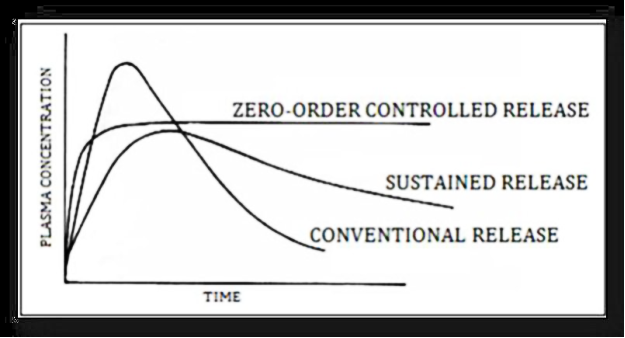 PLASMA CONCENTRATION
ZERO-ORDER CONTROLLED RELEASE
SUSTAINED RELEASE
CONVENTIONAL RELEASE
TIME